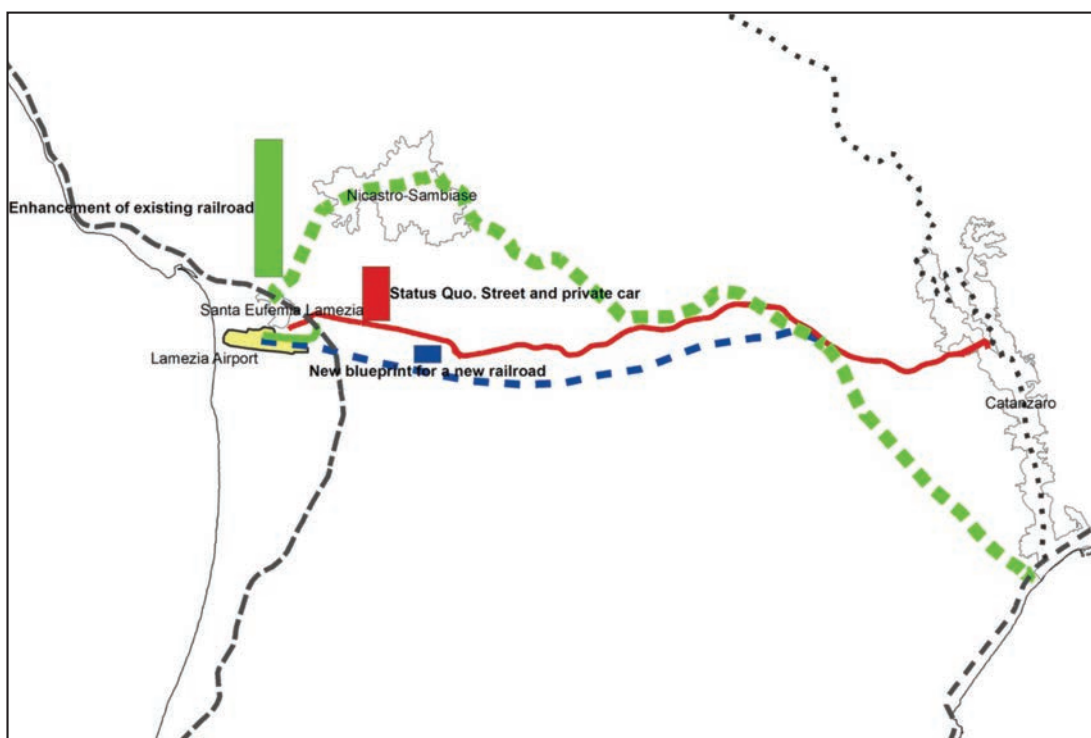 Nicastro-Sambiase
Enhancement of existing railroad
Status Quo. Street and private car
Santa Eufemia Lamezia
Lamezia Airport
New blueprint for a new railroad
Catanzaro